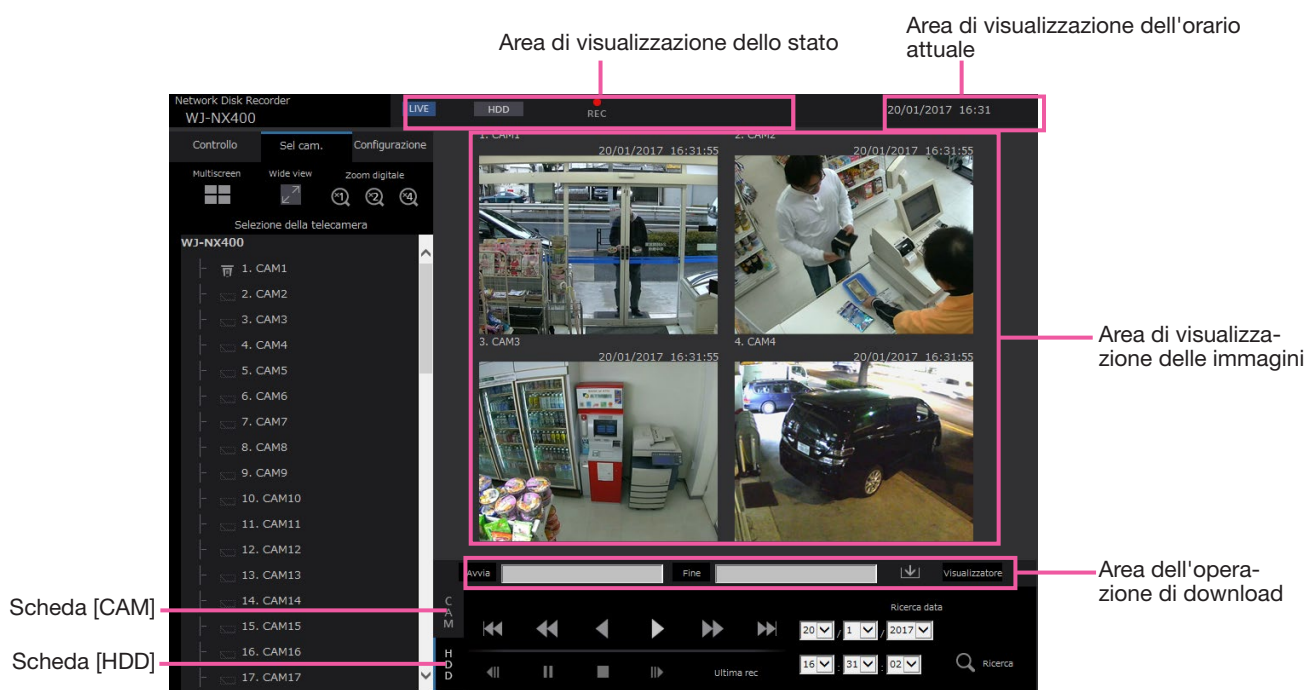 Area di visualizzazione dello stato
Area di visualizzazione dell'orario
attuale
Network Disk Recorder
WJ-NX400
LIVE
HDD
REC
20/01/2017 16:31
Controllo
Sel cam.
Configurazione
Multiscreen
Wide view
Zoom digitale
×1
×2
×4
Selezione della telecamera
WJ-NX400
1. CAM1
2. CAM2
3. CAM3
4. CAM4
5. CAM5
6. CAM6
7. CAM7
8. CAM8
9. CAM9
10. CAM10
11. CAM11
12. CAM12
13. CAM13
14. CAM14
15. CAM15
16. CAM16
17. CAM17
1. CAM1
20/01/2017 16:31:55
2. CAM2
20/01/2017 16:31:55
3. CAM3
20/01/2017 16:31:55
4. CAM4
20/01/2017 16:31:55
Area di visualizza-
zione delle immagini
Avvia
Fine
Visualizzatore
Area dell'opera-
zione di download
Scheda [CAM]
Scheda [HDD]
CAM
HDD
Ultima rec
Ricerca data
20 / 1 / 2017
16 : 31 : 02
Ricerca